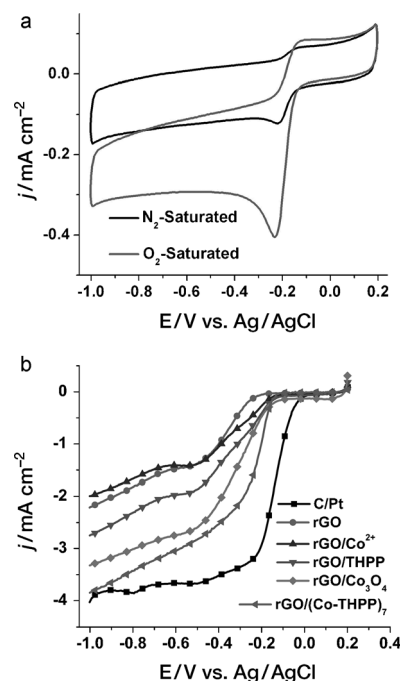 a
0.0
-0.2
-0.4
j/mA cm⁻²
N₂-Saturated
O₂-Saturated
-1.0 -0.8 -0.6 -0.4 -0.2 0.0 0.2
E/V vs. Ag/AgCl
b
0
-1
-2
-3
-4
j/mA cm⁻²
C/Pt
rGO
rGO/Co²⁺
rGO/THPP
rGO/Co₃O₄
rGO/(Co-THPP)₇
-1.0 -0.8 -0.6 -0.4 -0.2 0.0 0.2
E/V vs. Ag/AgCl